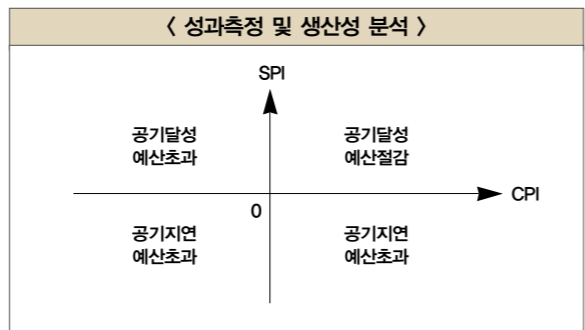 〈 성과측정 및 생산성 분석 〉
SPI
공기달성
예산초과
공기달성
예산절감
CPI
0
공기지연
예산초과
공기지연
예산초과